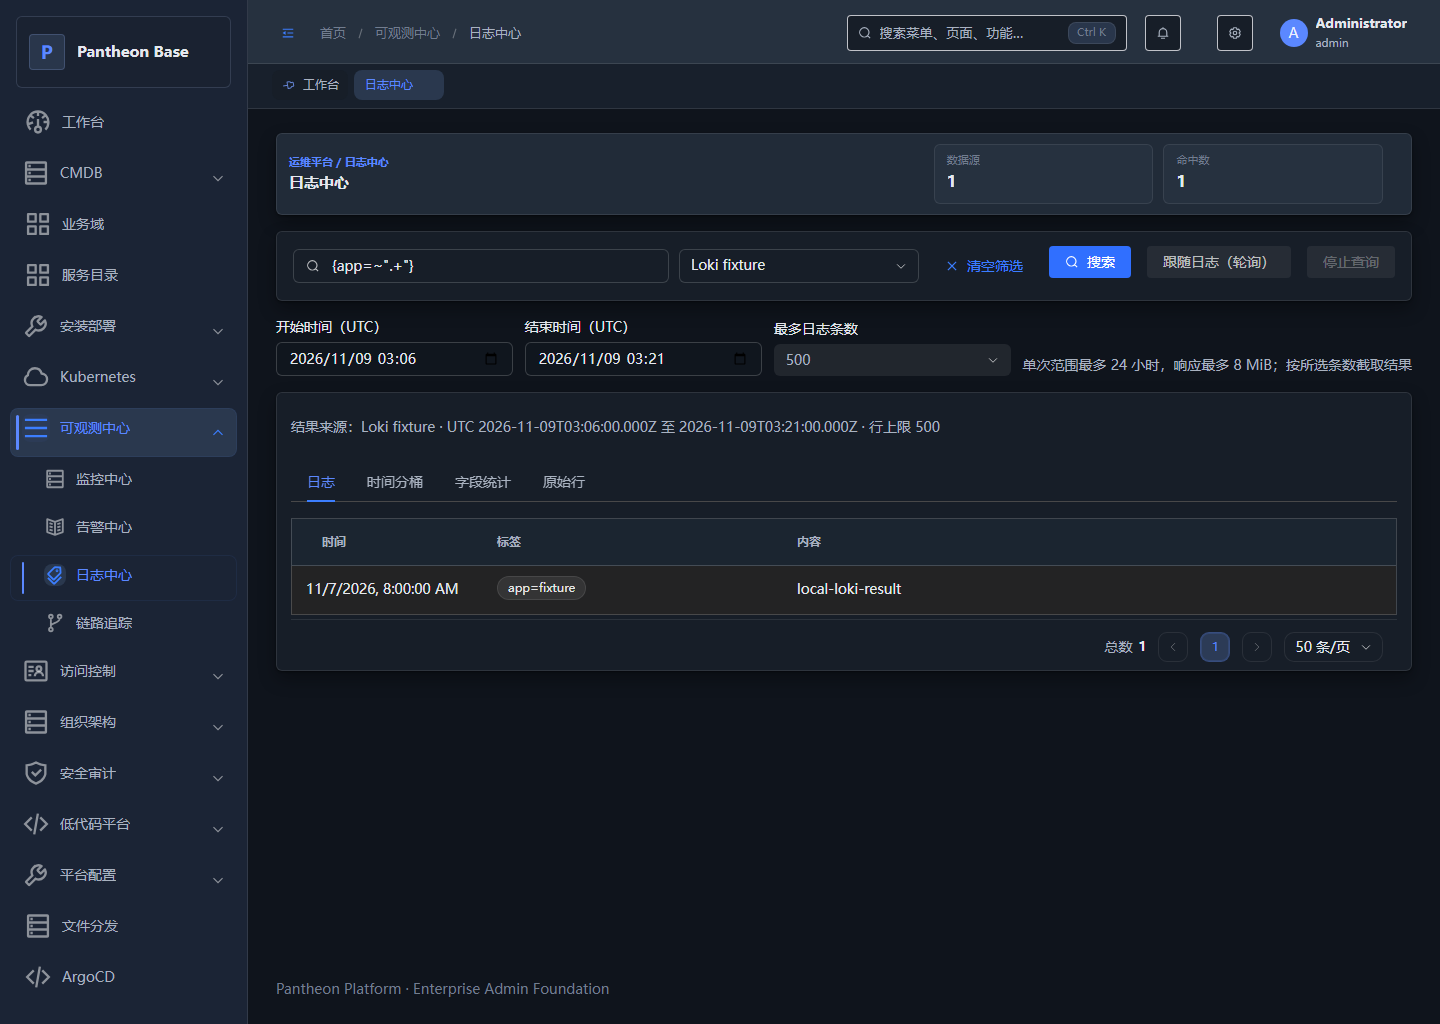 P Pantheon Base
工作台
CMDB
业务域
服务目录
安装部署
Kubernetes
可观测中心
监控中心
告警中心
日志中心
链路追踪
访问控制
组织架构
安全审计
低代码平台
平台配置
文件分发
ArgoCD
首页 / 可观测中心 / 日志中心
搜索菜单、页面、功能... Ctrl K
A Administrator
admin
工作台 日志中心
运维平台 / 日志中心
日志中心
数据源
1
命中数
1
{app=~".+"} Loki fixture 清空筛选 搜索 跟随日志（轮询） 停止查询
开始时间（UTC） 结束时间（UTC） 最多日志条数
2026/11/09 03:06 2026/11/09 03:21 500 单次范围最多 24 小时，响应最多 8 MiB；按所选条数截取结果
结果来源：Loki fixture · UTC 2026-11-09T03:06:00.000Z 至 2026-11-09T03:21:00.000Z · 行上限 500
日志 时间分桶 字段统计 原始行
时间 标签 内容
11/7/2026, 8:00:00 AM app=fixture local-loki-result
总数 1 1 50 条/页
Pantheon Platform · Enterprise Admin Foundation